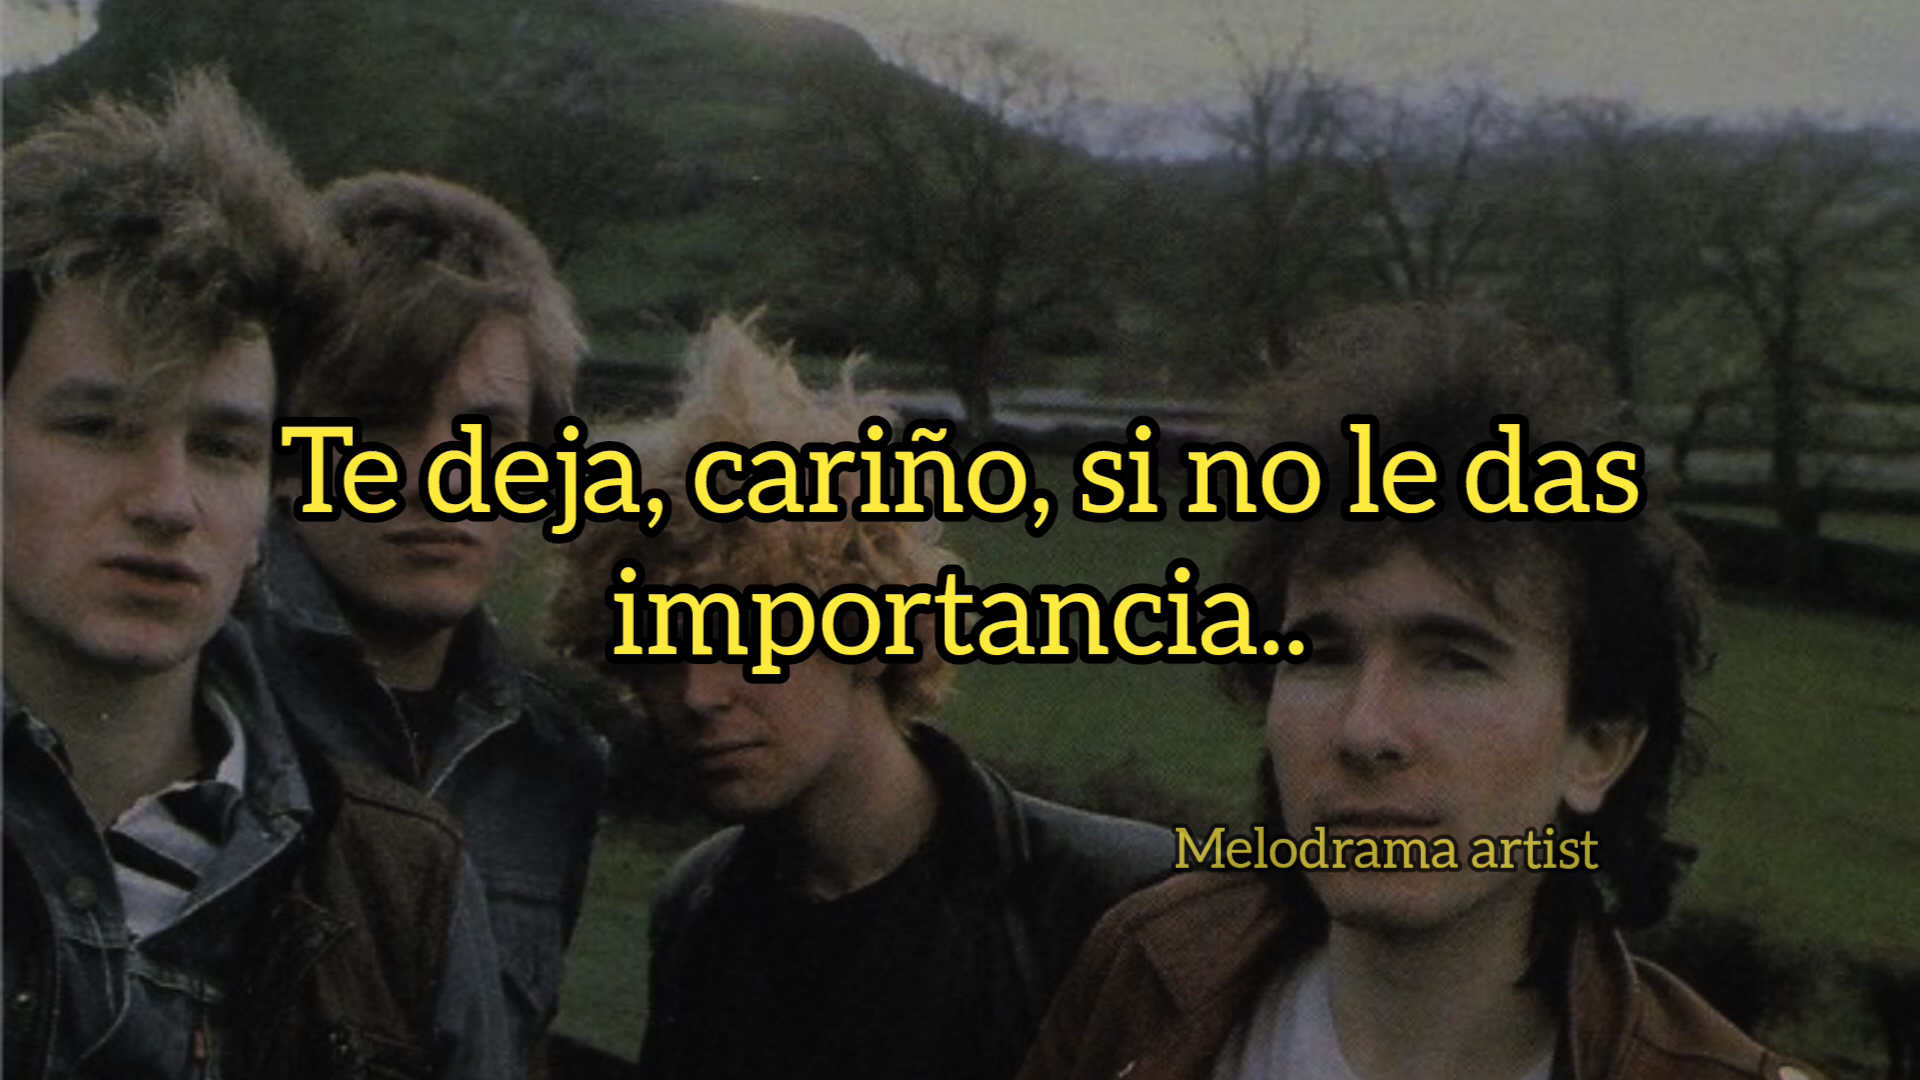 Te deja, cariño, si no le das
importancia..
Melodrama artist